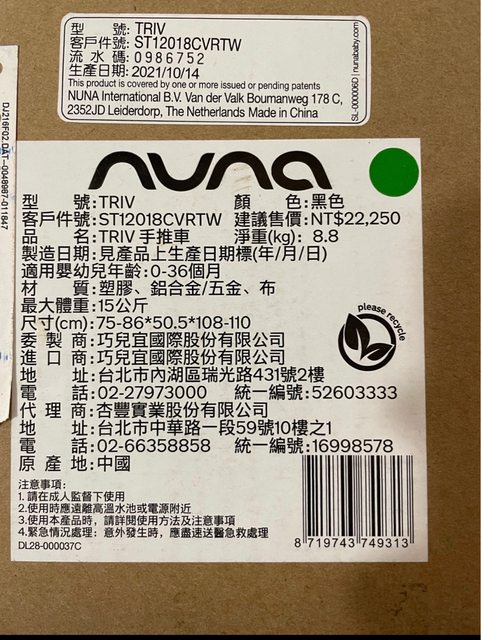 型 號: TRIV
客戶件號: ST12018CVRTW
流 水 碼: 0986752
生產日期: 2021/10/14
This product is covered by one or more issued or pending patents
NUNA International B.V. Van der Valk Boumanweg 178 C,
2352JD Leiderdorp, The Netherlands Made in China
SL-000006D | nunababy.com
DJ216F02.DAT--0048987-011847
nuna
型 號:TRIV 顏 色:黑色
客戶件號:ST12018CVRTW 建議售價:NT$22,250
品 名:TRIV 手推車 淨重(kg): 8.8
製造日期:見產品上生產日期標(年/月/日)
適用嬰幼兒年齡:0-36個月
材 質:塑膠、鋁合金/五金、布
最大體重:15公斤
尺寸(cm):75-86*50.5*108-110
please recycle
委 製 商:巧兒宜國際股份有限公司
進 口 商:巧兒宜國際股份有限公司
地 址:台北市內湖區瑞光路431號2樓
電 話:02-27973000 統一編號:52603333
代 理 商:杏豐實業股份有限公司
地 址:台北市中華路一段59號10樓之1
電 話:02-66358858 統一編號:16998578
原 產 地:中國
注意事項:
1.請在成人監督下使用
2.使用時應遠離高溫水池或電源附近
3.使用本產品時，請詳閱使用方法及注意事項
4.緊急情況處理：意外發生時，應盡速送醫急救處理
DL28-000037C
8 719743 749313